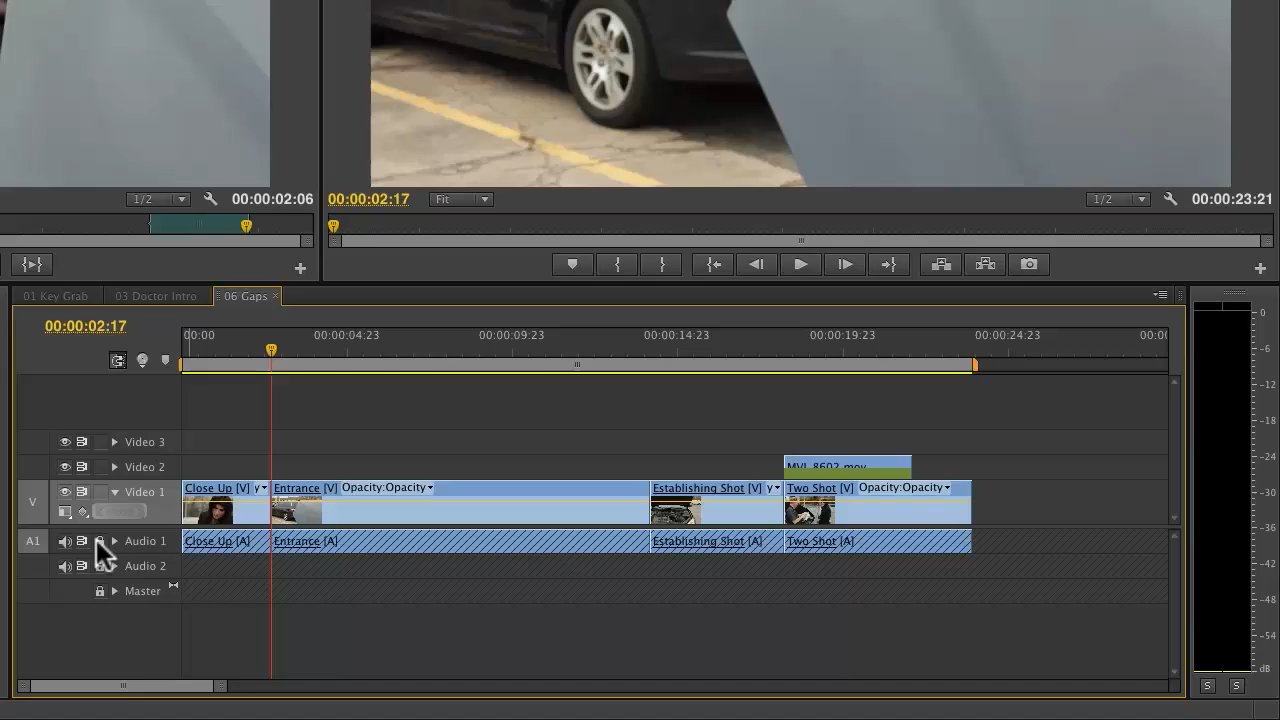 1/2 00:00:02:06 00:00:02:17 Fit 1/2 00:00:23:21
01 Key Grab 03 Doctor Intro 06 Gaps
00:00:02:17
00:00 00:00:04:23 00:00:09:23 00:00:14:23 00:00:19:23 00:00:24:23 00:00
Video 3
Video 2 MVI_8602.mov
V Video 1 Close Up [V] Entrance [V] Opacity:Opacity Establishing Shot [V] Two Shot [V] Opacity:Opacity
A1 Audio 1 Close Up [A] Entrance [A] Establishing Shot [A] Two Shot [A]
Audio 2
Master
0
-6
-12
-18
-24
-30
-36
-42
-48
-54
dB
S S